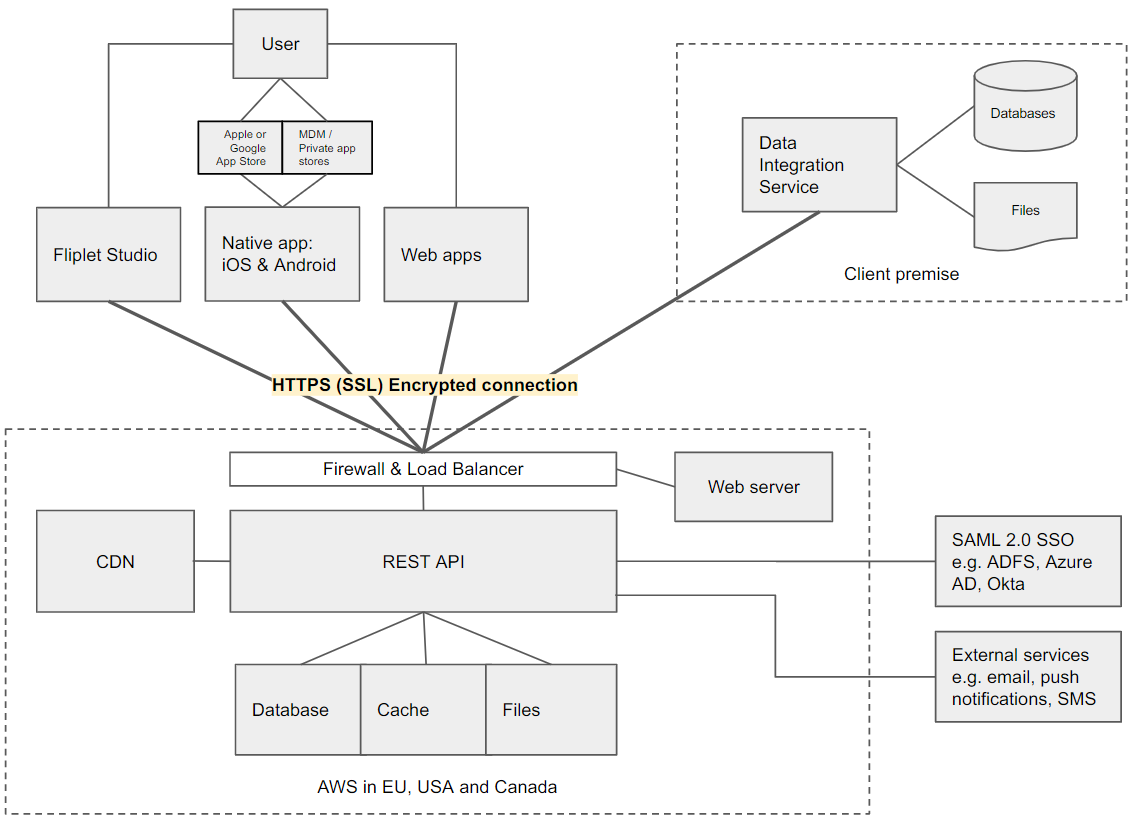 User
Apple or
Google
App Store
MDM /
Private app
stores
Fliplet Studio
Native app:
iOS & Android
Web apps
Data
Integration
Service
Databases
Files
Client premise
HTTPS (SSL) Encrypted connection
Firewall & Load Balancer
Web server
CDN
REST API
SAML 2.0 SSO
e.g. ADFS, Azure
AD, Okta
External services
e.g. email, push
notifications, SMS
Database
Cache
Files
AWS in EU, USA and Canada